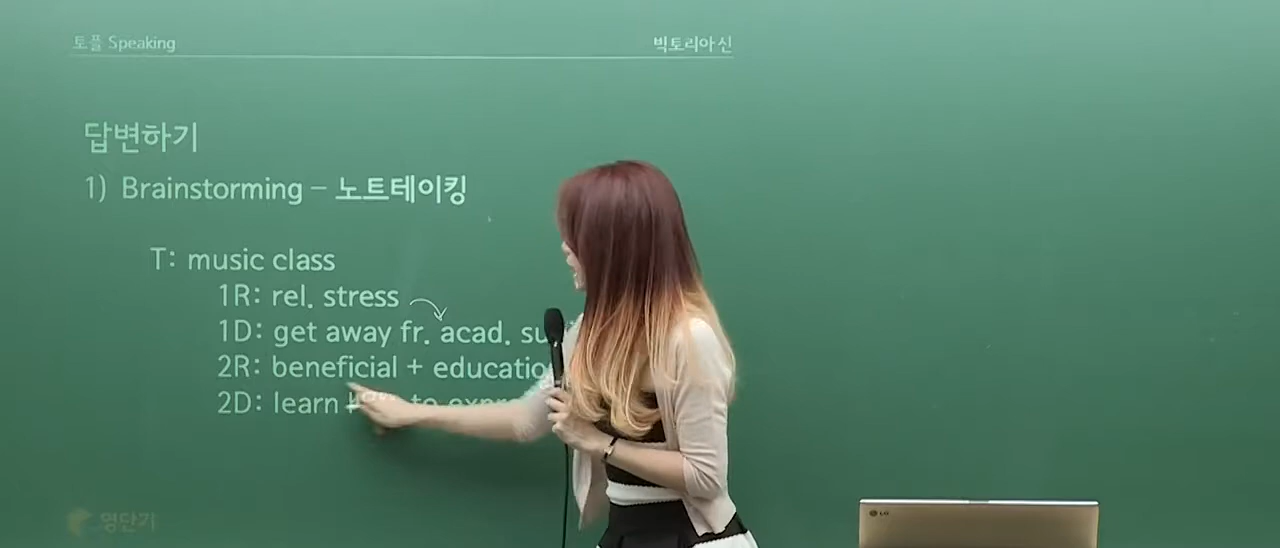 토플 Speaking
빅토리아 신
답변하기
1) Brainstorming – 노트테이킹
T: music class
1R: rel. stress
1D: get away fr. acad.
2R: beneficial +
2D: learn to
영단기
LG